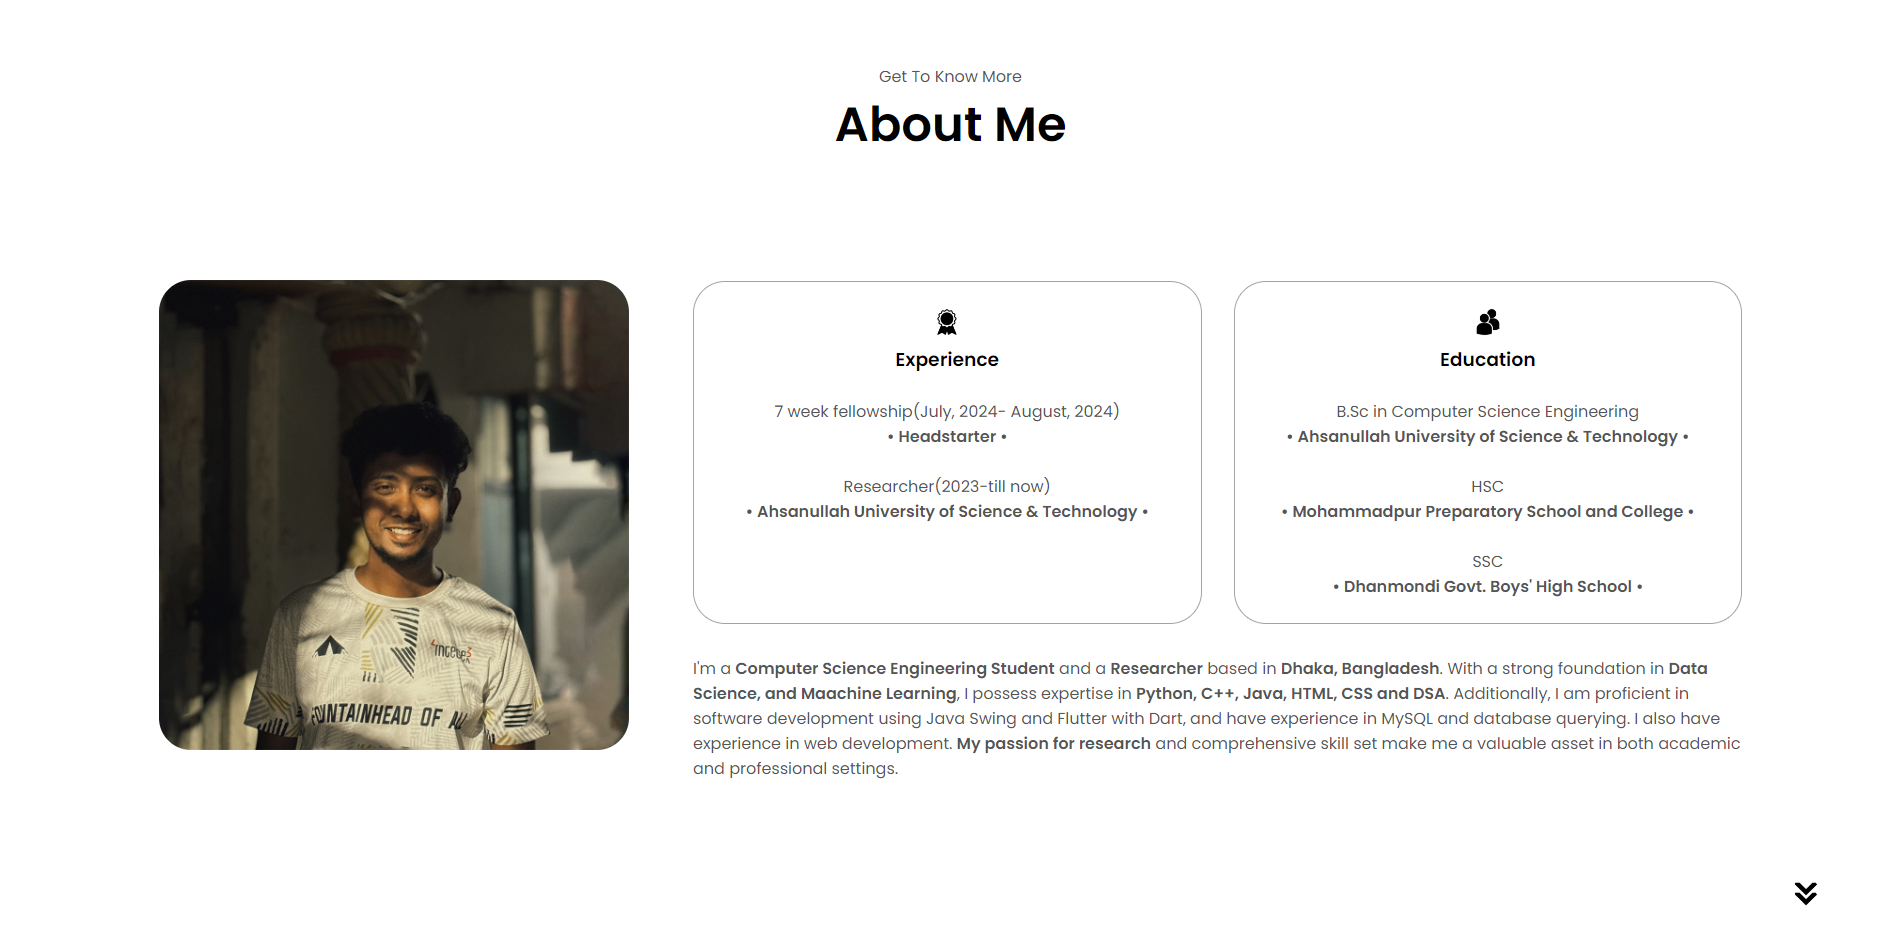 Get To Know More
About Me
Experience
7 week fellowship(July, 2024- August, 2024)
• Headstarter •
Researcher(2023-till now)
• Ahsanullah University of Science & Technology •
Education
B.Sc in Computer Science Engineering
• Ahsanullah University of Science & Technology •
HSC
• Mohammadpur Preparatory School and College •
SSC
• Dhanmondi Govt. Boys' High School •
I'm a Computer Science Engineering Student and a Researcher based in Dhaka, Bangladesh. With a strong foundation in Data
Science, and Maachine Learning, I possess expertise in Python, C++, Java, HTML, CSS and DSA. Additionally, I am proficient in
software development using Java Swing and Flutter with Dart, and have experience in MySQL and database querying. I also have
experience in web development. My passion for research and comprehensive skill set make me a valuable asset in both academic
and professional settings.
OUNTAINHEAD OF